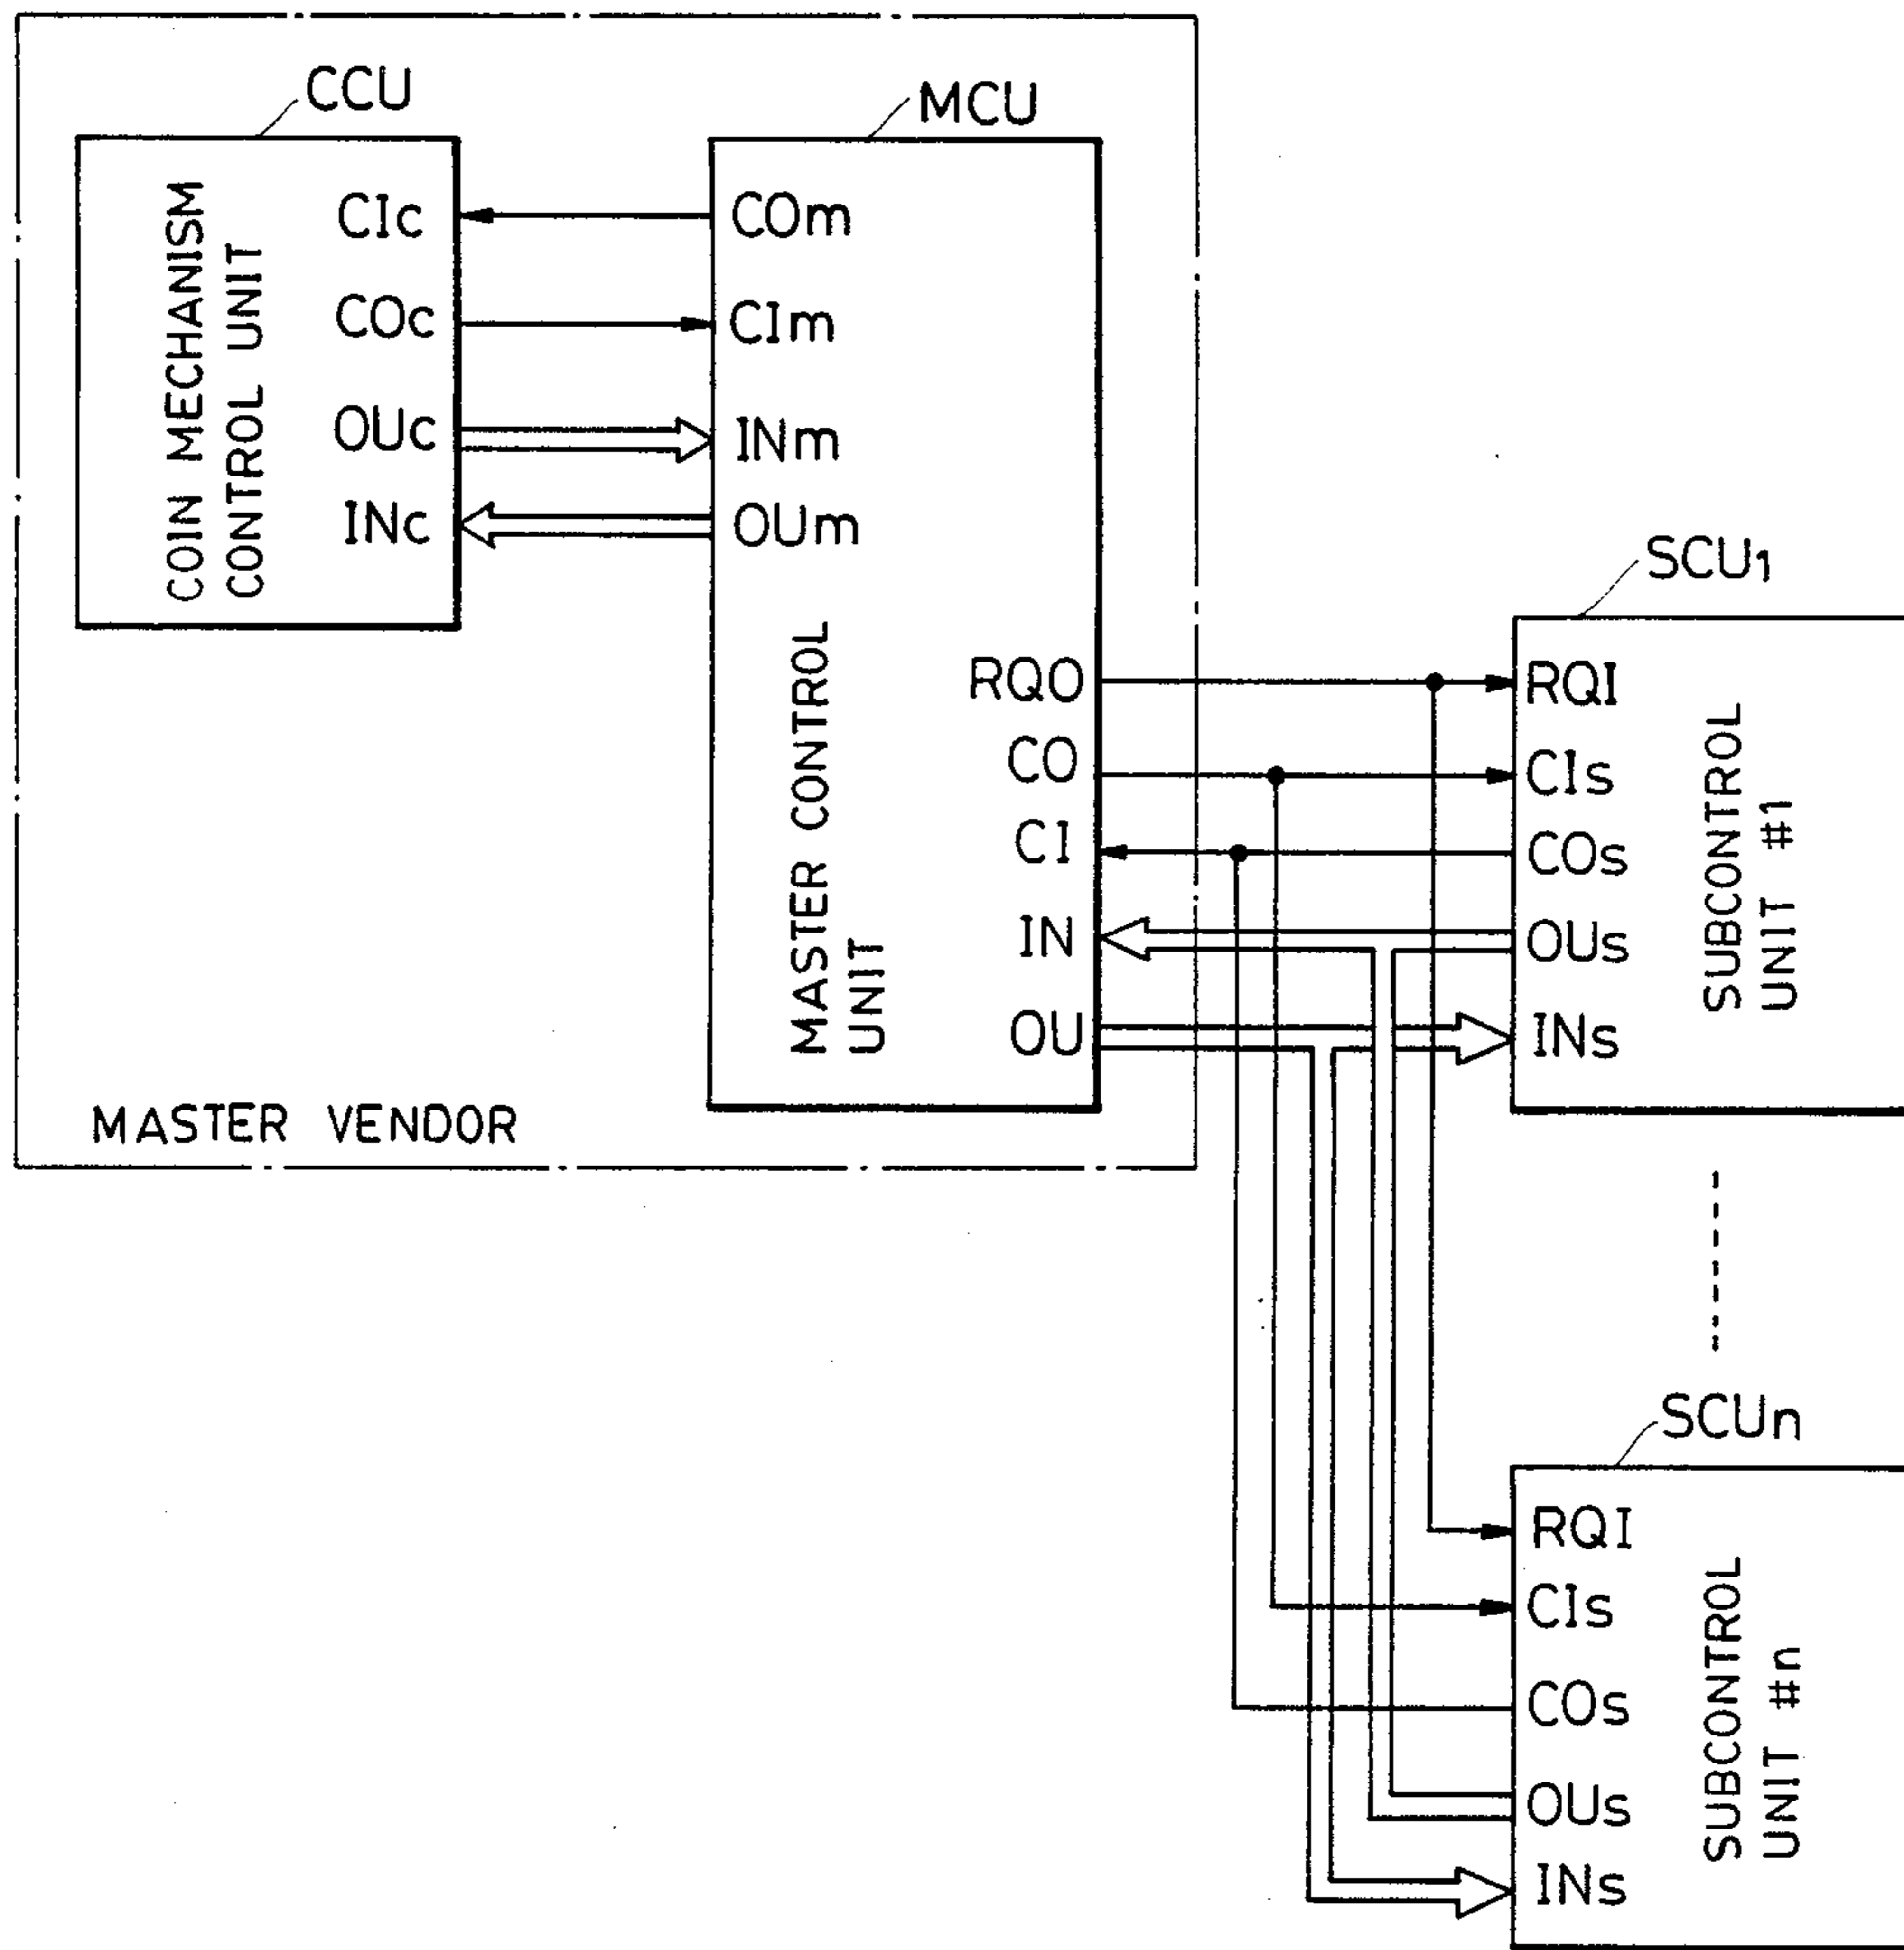 CCU
COIN MECHANISM
CONTROL UNIT
CIc
COc
OUc
INc
MCU
COm
CIm
INm
OUm
MASTER CONTROL
UNIT
RQO
CO
CI
IN
OU
MASTER VENDOR
SCU1
RQI
CIs
COs
OUs
INs
SUBCONTROL
UNIT #1
SCUn
RQI
CIs
COs
OUs
INs
SUBCONTROL
UNIT #n